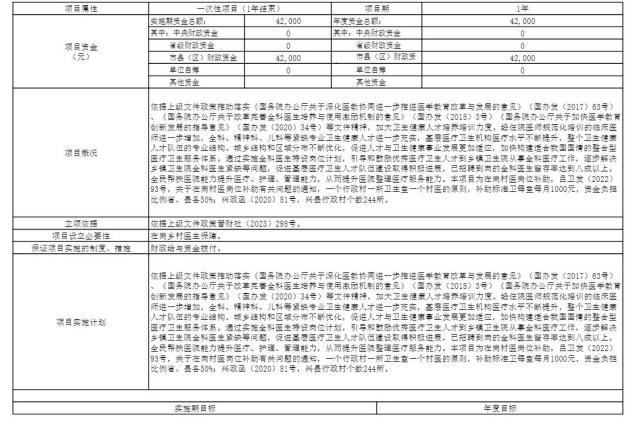 项目属性 一次性项目（1年结束） 项目期 1年
项目资金（元） 实施期资金总额： 42,000 年度资金总额： 42,000
其中：中央财政资金 0 其中：中央财政资金 0
省级财政资金 0 省级财政资金 0
市县（区）财政资金 42,000 市县（区）财政资 42,000
单位自筹 0 单位自筹 0
其他资金 其他资金
项目概况
依据上级文件政策推动落实《国务院办公厅关于深化医教协同进一步推进医学教育改革与发展的意见》（国办发（2017）63号）
、《国务院办公厅关于改革完善全科医生培养与使用激励机制的意见》（国办发（2018）3号）《国务院办公厅关于加快医学教育
创新发展的指导意见》（国办发（2020）34号）等文件精神，加大卫生健康人才培养培训力度，经住院医师规范化培训的临床医
师进一步增加，全科、精神科、儿科等紧缺专业卫生健康人才进一步充实，基层医疗卫生机构医疗水平不断提升，整个卫生健康
人才队伍的专业结构、城乡结构和区域分布不断优化，促进人才与卫生健康事业发展更加适应，加快构建适合我国国情的整合型
医疗卫生服务体系，通过实施全科医生特设岗位计划，引导和鼓励优秀医疗卫生人才到乡镇卫生院从事全科医疗工作，逐步解决
乡镇卫生院全科医生紧缺等问题，促进基层医疗卫生人才队伍建设取得积极进展，已招聘到岗的全科医生留存率达到八成以上，
全民帮扶医院能力提升医疗、护理、管理能力，从而提升医院整理医疗服务能力。本项目为在岗村医岗位补助，吕卫发（2022）
93号，关于在岗村医岗位补助有关问题的通知，一个行政村一所卫生室一个村医的原则，补助标准卫每室每月1000元，资金负担
比例省、县各50%；兴政函（2020）81号，兴县行政村个数244所。
立项依据 依据上级文件政策晋财社（2023）298号。
项目设立必要性 在岗乡村医生保障。
保证项目实施的制度、措施 财政给与资金拨付。
项目实施计划
依据上级文件政策推动落实《国务院办公厅关于深化医教协同进一步推进医学教育改革与发展的意见》（国办发（2017）63号）
、《国务院办公厅关于改革完善全科医生培养与使用激励机制的意见》（国办发（2018）3号）《国务院办公厅关于加快医学教育
创新发展的指导意见》（国办发（2020）34号）等文件精神，加大卫生健康人才培养培训力度，经住院医师规范化培训的临床医
师进一步增加，全科、精神科、儿科等紧缺专业卫生健康人才进一步充实，基层医疗卫生机构医疗水平不断提升，整个卫生健康
人才队伍的专业结构、城乡结构和区域分布不断优化，促进人才与卫生健康事业发展更加适应，加快构建适合我国国情的整合型
医疗卫生服务体系，通过实施全科医生特设岗位计划，引导和鼓励优秀医疗卫生人才到乡镇卫生院从事全科医疗工作，逐步解决
乡镇卫生院全科医生紧缺等问题，促进基层医疗卫生人才队伍建设取得积极进展，已招聘到岗的全科医生留存率达到八成以上，
全民帮扶医院能力提升医疗、护理、管理能力，从而提升医院整理医疗服务能力。本项目为在岗村医岗位补助，吕卫发（2022）
93号，关于在岗村医岗位补助有关问题的通知，一个行政村一所卫生室一个村医的原则，补助标准卫每室每月1000元，资金负担
比例省、县各50%；兴政函（2020）81号，兴县行政村个数244所。
实施期目标 年度目标